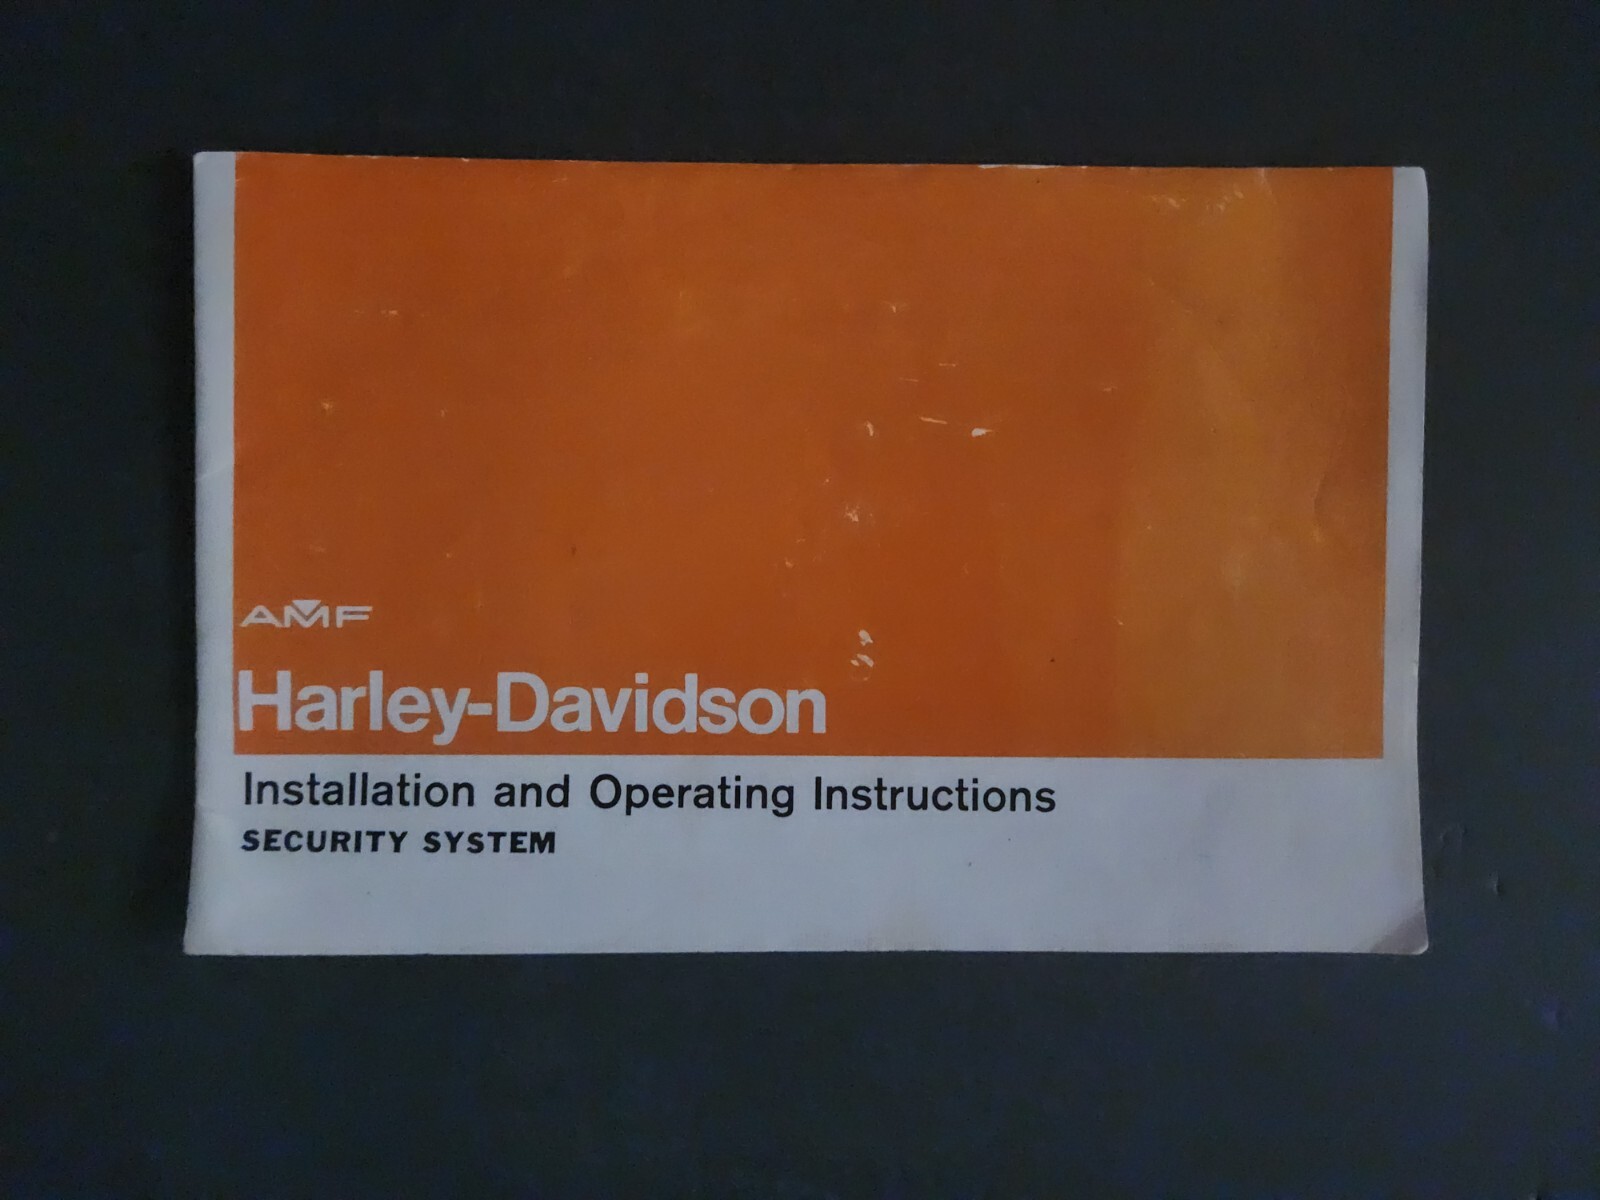 AMF
Harley-Davidson
Installation and Operating Instructions
SECURITY SYSTEM